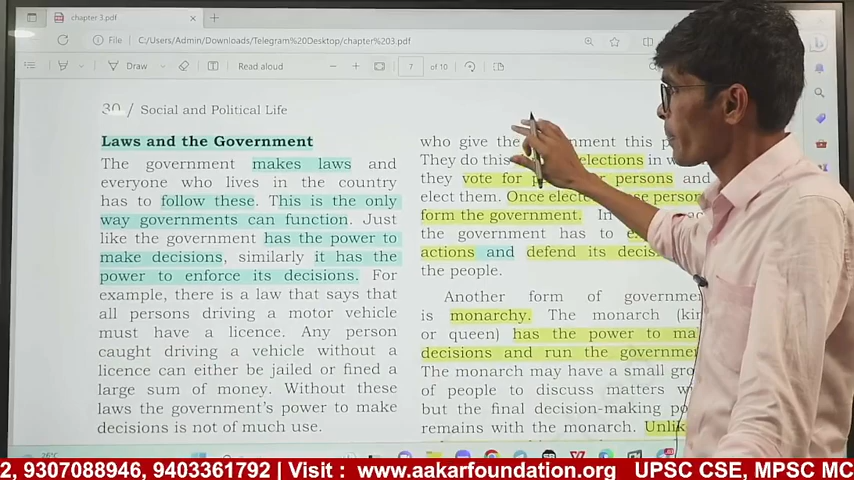 chapter 3.pdf
File
C:/Users/Admin/Downloads/Telegram%20Desktop/chapter%203.pdf
Draw
Read aloud
7
of 10
30 / Social and Political Life
Laws and the Government
The government makes laws and
everyone who lives in the country
has to follow these. This is the only
way governments can function. Just
like the government has the power to
make decisions, similarly it has the
power to enforce its decisions. For
example, there is a law that says that
all persons driving a motor vehicle
must have a licence. Any person
caught driving a vehicle without a
licence can either be jailed or fined a
large sum of money. Without these
laws the government's power to make
decisions is not of much use.
who give the
They do this elections in
they vote for persons and
elect them. Once elected
form the government. In
the government has to
actions and defend its
the people.
Another form of
is monarchy. The monarch
or queen) has the power to
decisions and run the
The monarch may have a small
of people to discuss matters
but the final decision-making
remains with the monarch.
26°C
2, 9307088946, 9403361792 | Visit : www.aakarfoundation.org UPSC CSE, MPSC MC